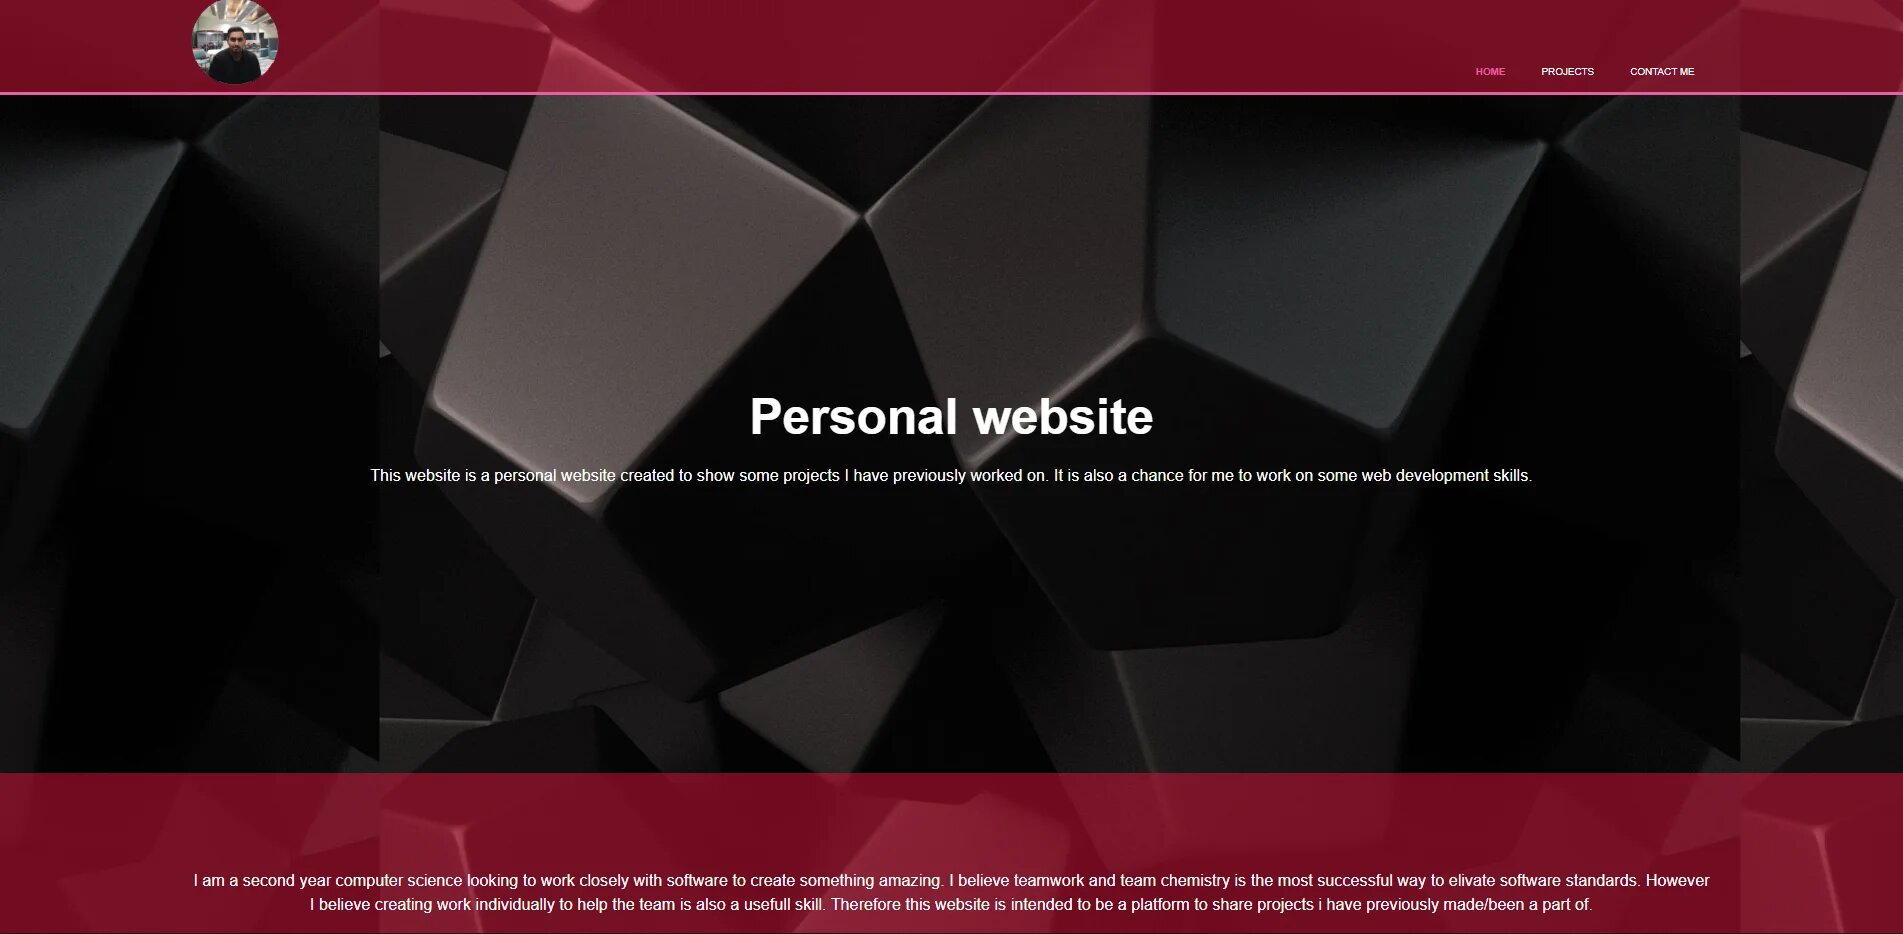 HOME PROJECTS CONTACT ME
Personal website
This website is a personal website created to show some projects I have previously worked on. It is also a chance for me to work on some web development skills.
I am a second year computer science looking to work closely with software to create something amazing. I believe teamwork and team chemistry is the most successful way to elivate software standards. However
I believe creating work individually to help the team is also a usefull skill. Therefore this website is intended to be a platform to share projects i have previously made/been a part of.